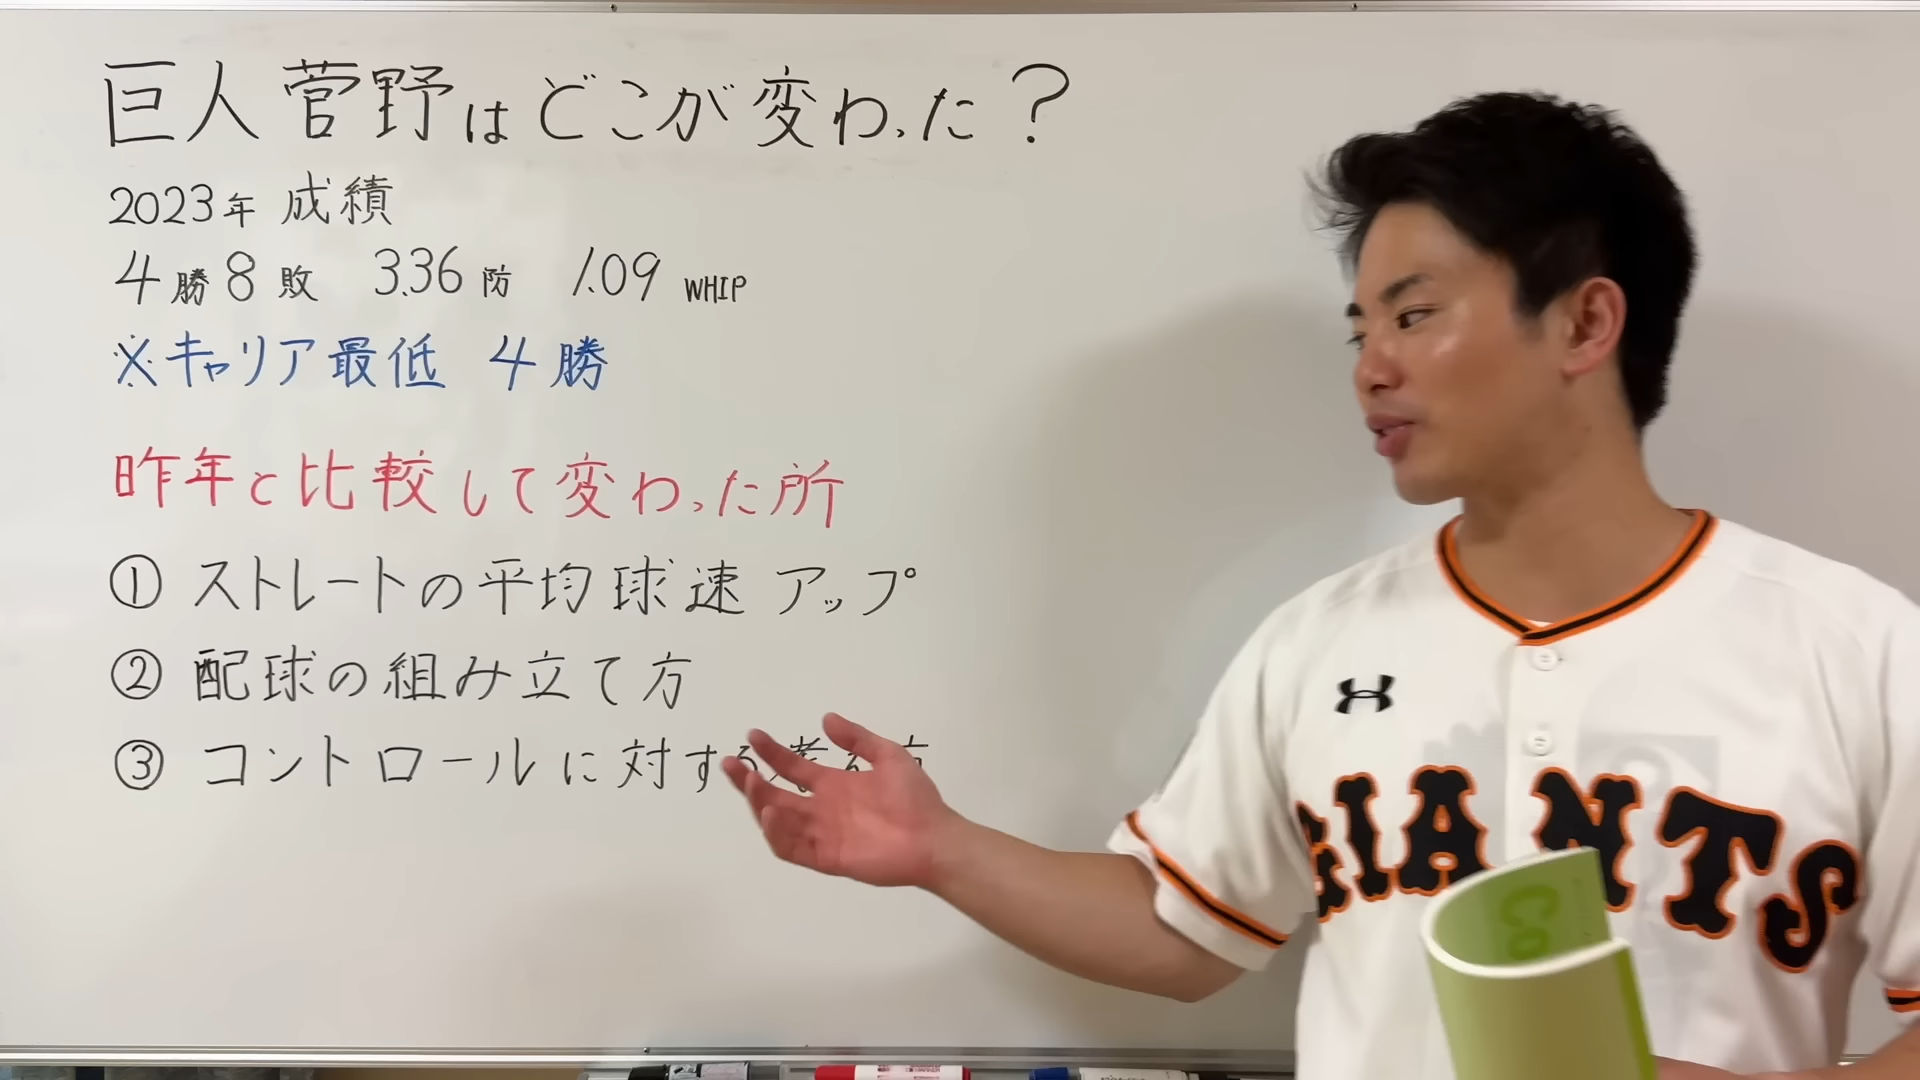 巨人菅野はどこが変わった？
2023年 成績
4勝8敗 3.36防 1.09 WHIP
※キャリア最低 4勝
昨年と比較して変わった所
① ストレートの平均球速アップ
② 配球の組み立て方
③ コントロールに対する考え方
GIANTS